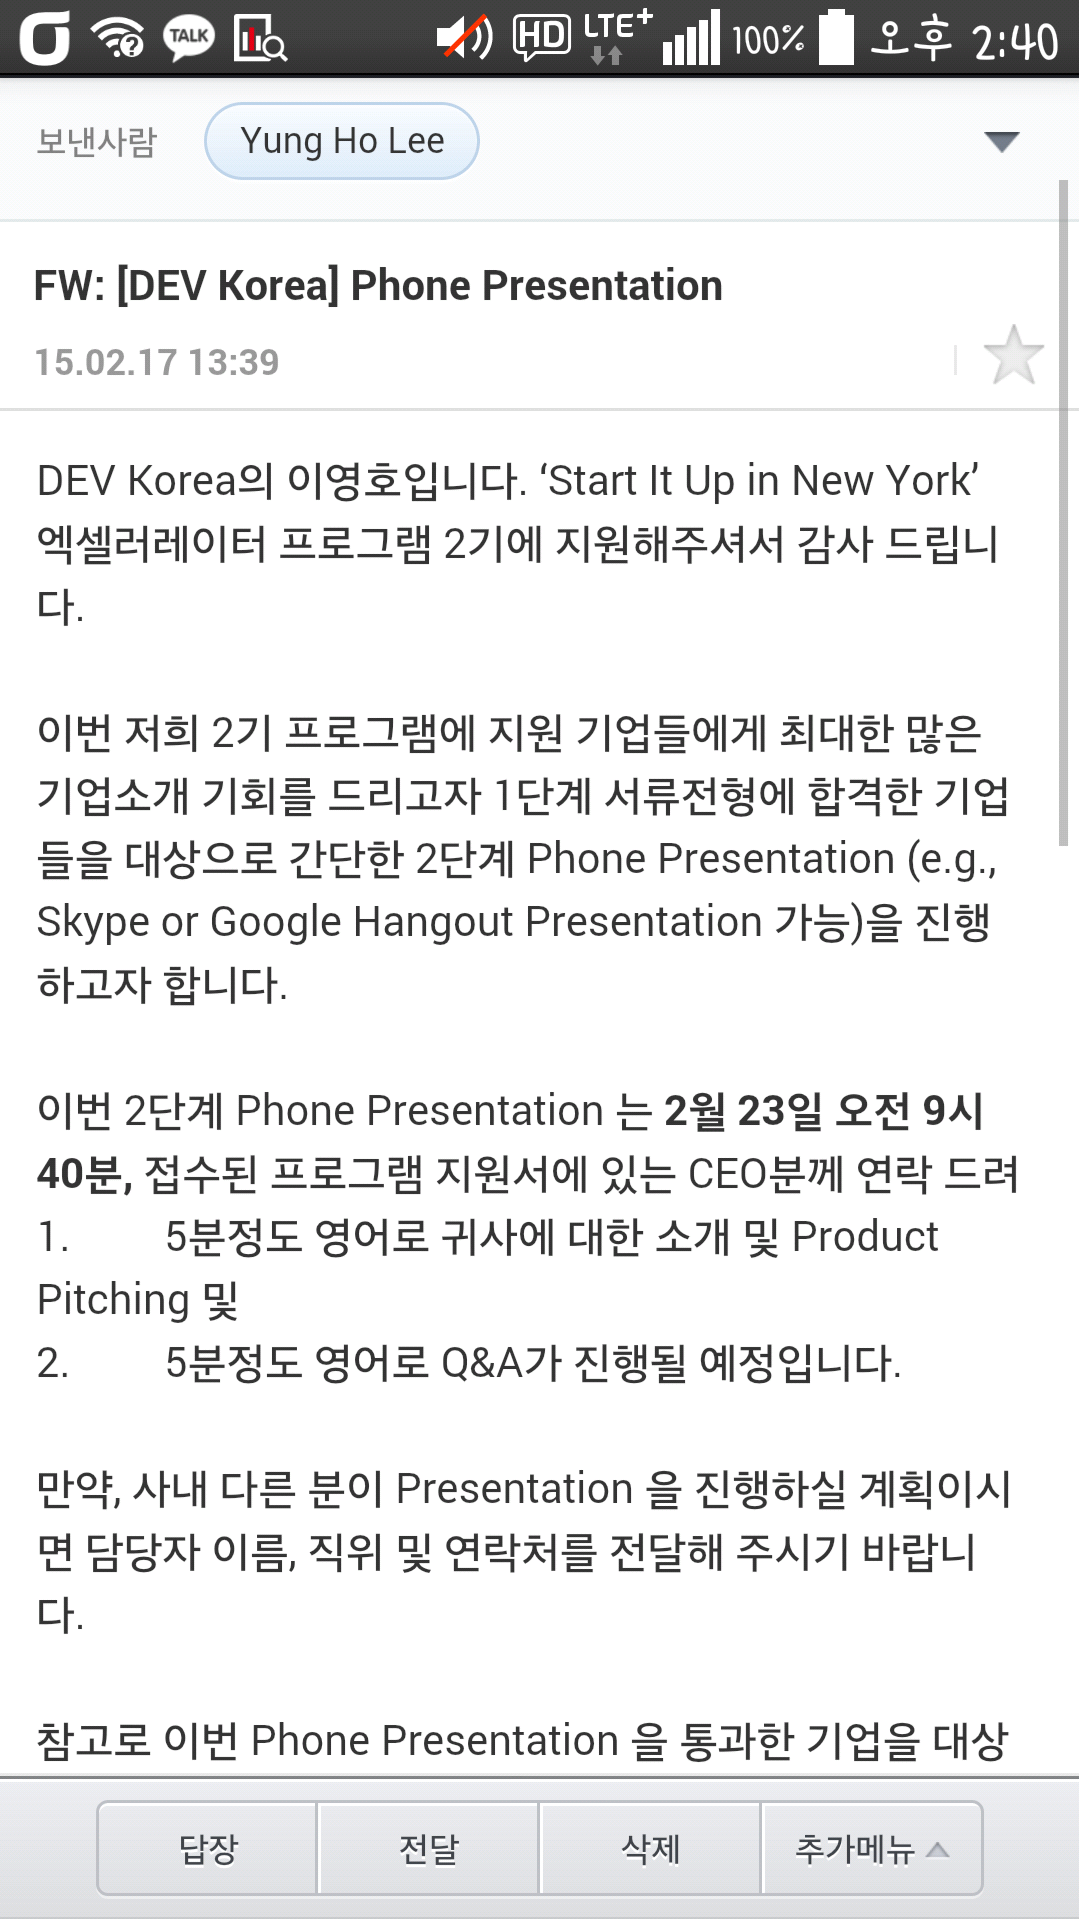 TALK HD LTE+ 100% 오후 2:40
보낸사람 Yung Ho Lee
FW: [DEV Korea] Phone Presentation
15.02.17 13:39
DEV Korea의 이영호입니다. ‘Start It Up in New York’
엑셀러레이터 프로그램 2기에 지원해주셔서 감사 드립니
다.
이번 저희 2기 프로그램에 지원 기업들에게 최대한 많은
기업소개 기회를 드리고자 1단계 서류전형에 합격한 기업
들을 대상으로 간단한 2단계 Phone Presentation (e.g.,
Skype or Google Hangout Presentation 가능)을 진행
하고자 합니다.
이번 2단계 Phone Presentation 는 2월 23일 오전 9시
40분, 접수된 프로그램 지원서에 있는 CEO분께 연락 드려
1. 5분정도 영어로 귀사에 대한 소개 및 Product
Pitching 및
2. 5분정도 영어로 Q&A가 진행될 예정입니다.
만약, 사내 다른 분이 Presentation 을 진행하실 계획이시
면 담당자 이름, 직위 및 연락처를 전달해 주시기 바랍니
다.
참고로 이번 Phone Presentation 을 통과한 기업을 대상
답장 전달 삭제 추가메뉴